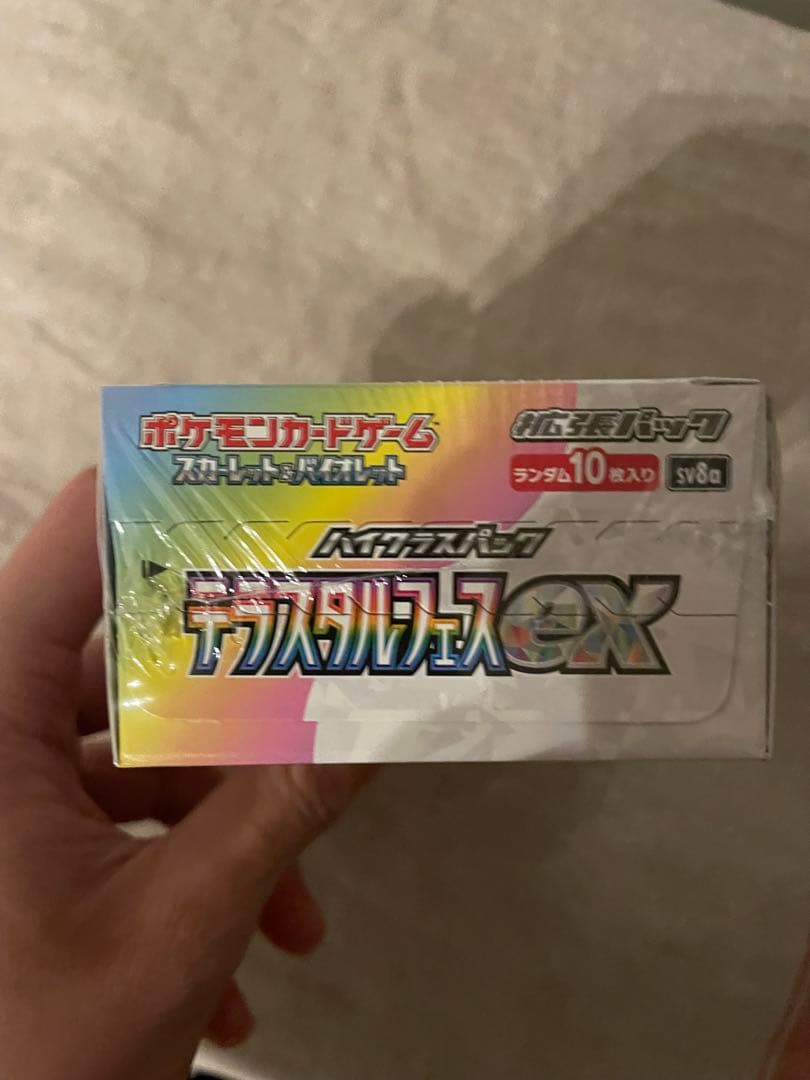 ポケモンカードゲーム
スカーレット&バイオレット
拡張パック
ランダム10枚入り SV8a
ハイクラスパック
テラスタルフェスex